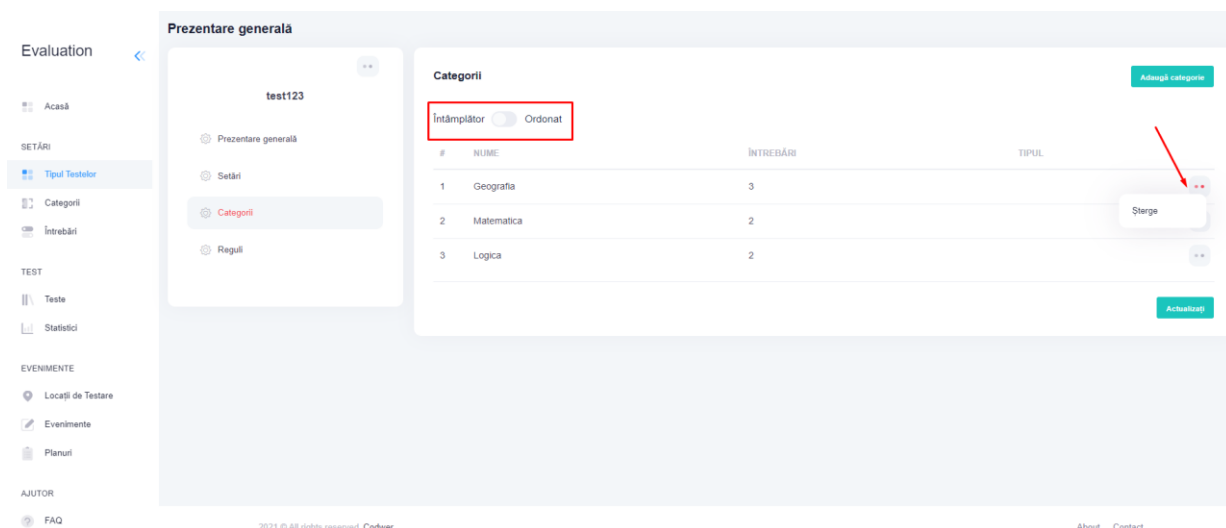 Prezentare generală
Evaluation
Acasă
SETĂRI
Tipul Testelor
Categorii
Întrebări
TEST
Teste
Statistici
EVENIMENTE
Locații de Testare
Evenimente
Planuri
AJUTOR
FAQ
test123
Prezentare generală
Setări
Categorii
Reguli
Categorii
Adaugă categorie
Întâmplător Ordonat
# NUME ÎNTREBĂRI TIPUL
1 Geografia 3
Șterge
2 Matematica 2
3 Logica 2
Actualizați
2021 © All rights reserved. Codwer
About Contact